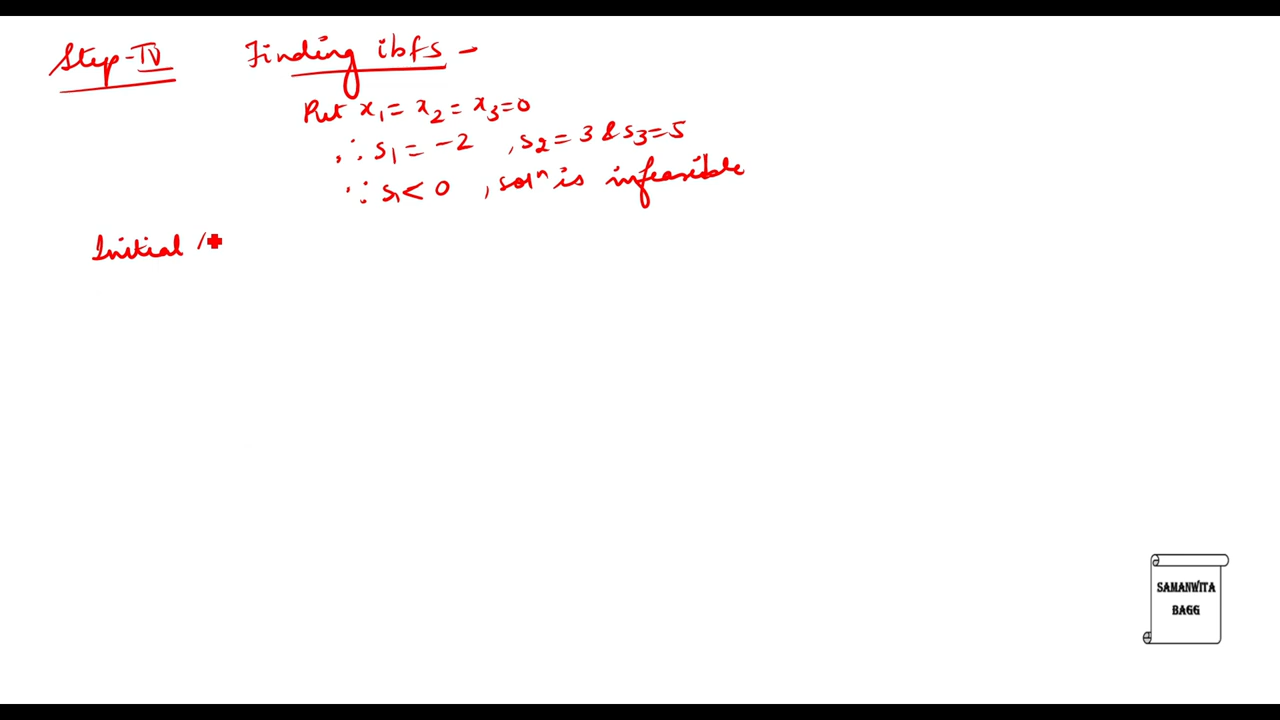 Step-IV Finding ibfs -
Put x₁ = x₂ = x₃ = 0
∴ s₁ = -2 , s₂ = 3 & s₃ = 5
∵ s₁ < 0 , solⁿ is infeasible
Initial
SAMANWITA
BAGG